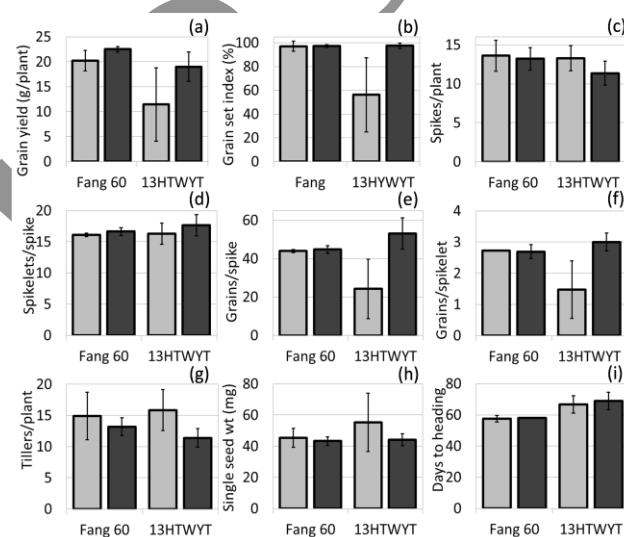 (a)
Grain yield (g/plant)
25
20
15
10
5
0
Fang 60 13HTWYT
(b)
Grain set index (%)
100
80
60
40
20
0
Fang 13HYWYT
(c)
Spikes/plant
15
10
5
0
Fang 60 13HTWYT
(d)
Spikelets/spike
20
15
10
5
0
Fang 60 13HTWYT
(e)
Grains/spike
60
40
20
0
Fang 60 13HTWYT
(f)
Grains/spikelet
4
3
2
1
0
Fang 60 13HTWYT
(g)
Tillers/plant
20
15
10
5
0
Fang 60 13HTWYT
(h)
Single seed wt (mg)
80
60
40
20
0
Fang 60 13HTWYT
(i)
Days to heading
80
60
40
20
0
Fang 60 13HTWYT